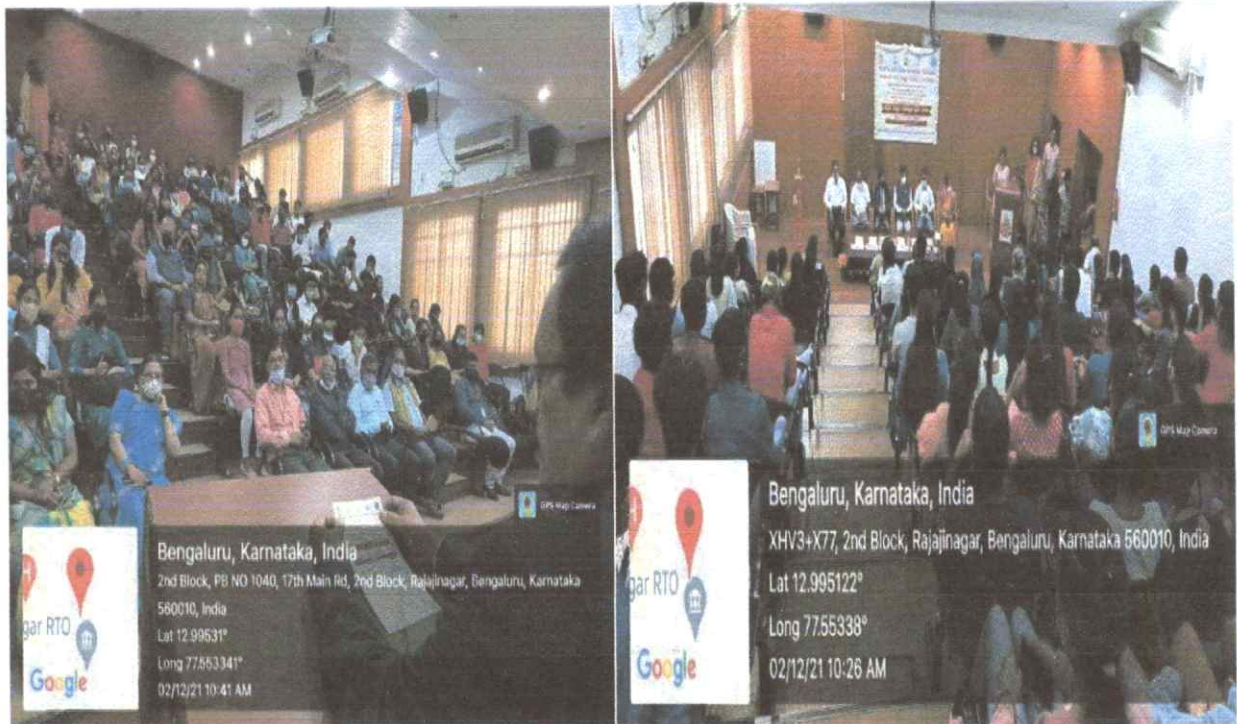 GPS Map Camera
Bengaluru, Karnataka, India
2nd Block, PB NO 1040, 17th Main Rd, 2nd Block, Rajajinagar, Bengaluru, Karnataka
560010, India
Lat 12.99531°
Long 77.553341°
02/12/21 10:41 AM
gar RTO
Google
GPS Map Camera
Bengaluru, Karnataka, India
XHV3+X77, 2nd Block, Rajajinagar, Bengaluru, Karnataka 560010, India
Lat 12.995122°
Long 77.55338°
02/12/21 10:26 AM
gar RTO
Google